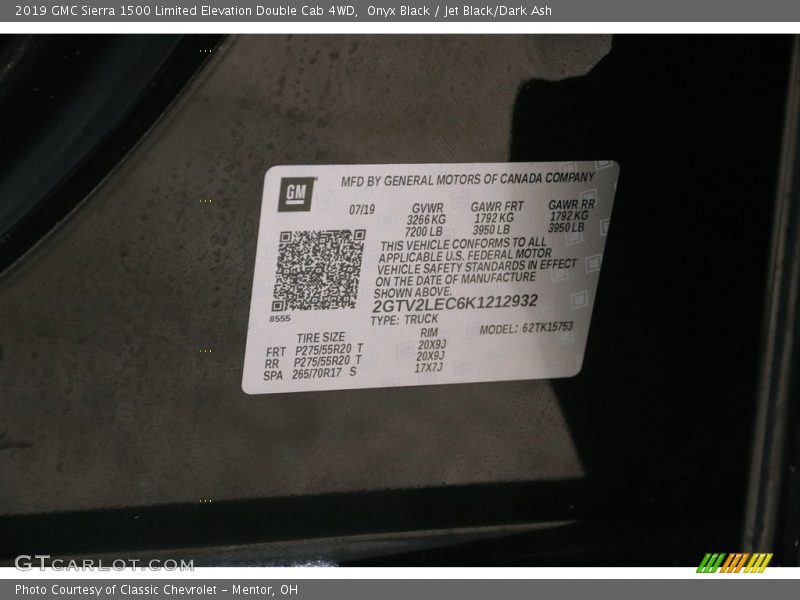 2019 GMC Sierra 1500 Limited Elevation Double Cab 4WD, Onyx Black / Jet Black/Dark Ash
GM
MFD BY GENERAL MOTORS OF CANADA COMPANY
07/19 GVWR GAWR FRT GAWR RR
3266 KG 1792 KG 1792 KG
7200 LB 3950 LB 3950 LB
THIS VEHICLE CONFORMS TO ALL
APPLICABLE U.S. FEDERAL MOTOR
VEHICLE SAFETY STANDARDS IN EFFECT
ON THE DATE OF MANUFACTURE
SHOWN ABOVE.
2GTV2LEC6K1212932
8555
TYPE: TRUCK
TIRE SIZE RIM MODEL: 62TK15753
FRT P275/55R20 T 20X9J
RR P275/55R20 T 20X9J
SPA 265/70R17 S 17X7J
GTCARLOT.COM
Photo Courtesy of Classic Chevrolet - Mentor, OH